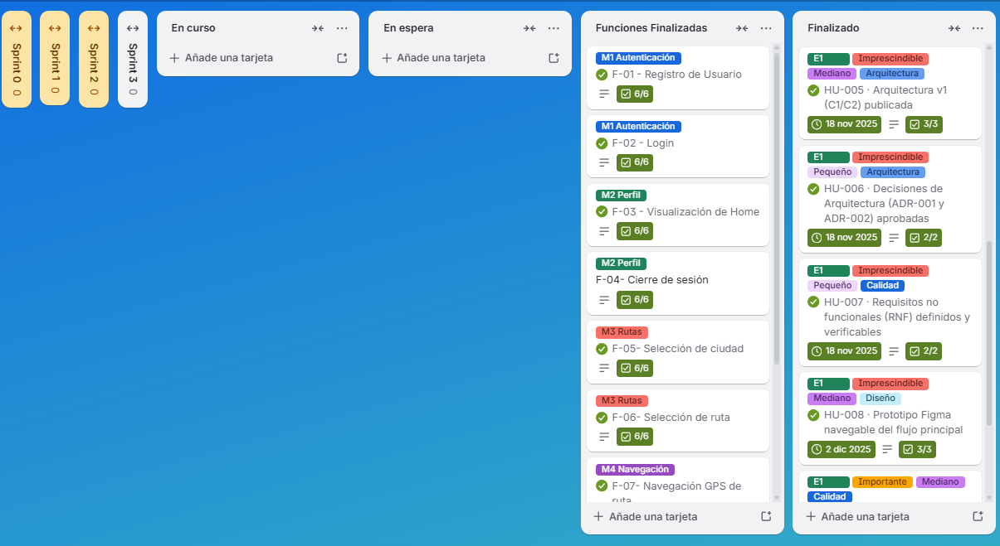 Sprint 0 0
Sprint 1 0
Sprint 2 0
Sprint 3 0
En curso
Añade una tarjeta
En espera
Añade una tarjeta
Funciones Finalizadas
M1 Autenticación
F-01 - Registro de Usuario
6/6
M1 Autenticación
F-02 - Login
6/6
M2 Perfil
F-03 - Visualización de Home
6/6
M2 Perfil
F-04- Cierre de sesión
6/6
M3 Rutas
F-05- Selección de ciudad
6/6
M3 Rutas
F-06- Selección de ruta
6/6
M4 Navegación
F-07- Navegación GPS de
ruta
Añade una tarjeta
Finalizado
E1 Imprescindible
Mediano Arquitectura
HU-005 · Arquitectura v1
(C1/C2) publicada
18 nov 2025 3/3
E1 Imprescindible
Pequeño Arquitectura
HU-006 · Decisiones de
Arquitectura (ADR-001 y
ADR-002) aprobadas
18 nov 2025 2/2
E1 Imprescindible
Pequeño Calidad
HU-007 · Requisitos no
funcionales (RNF) definidos y
verificables
18 nov 2025 2/2
E1 Imprescindible
Mediano Diseño
HU-008 · Prototipo Figma
navegable del flujo principal
2 dic 2025 3/3
E1 Importante Mediano
Calidad
Añade una tarjeta